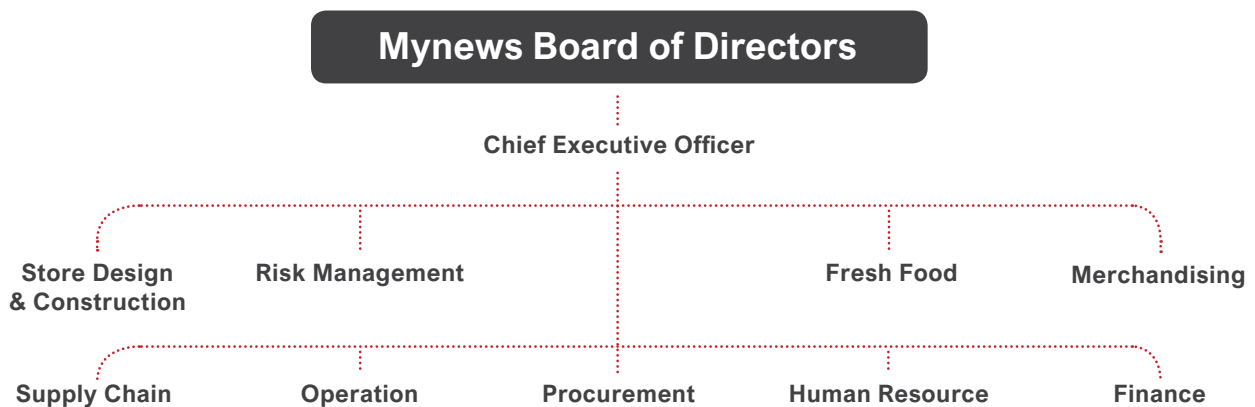 Mynews Board of Directors
Chief Executive Officer
Store Design
& Construction
Risk Management
Fresh Food
Merchandising
Supply Chain
Operation
Procurement
Human Resource
Finance